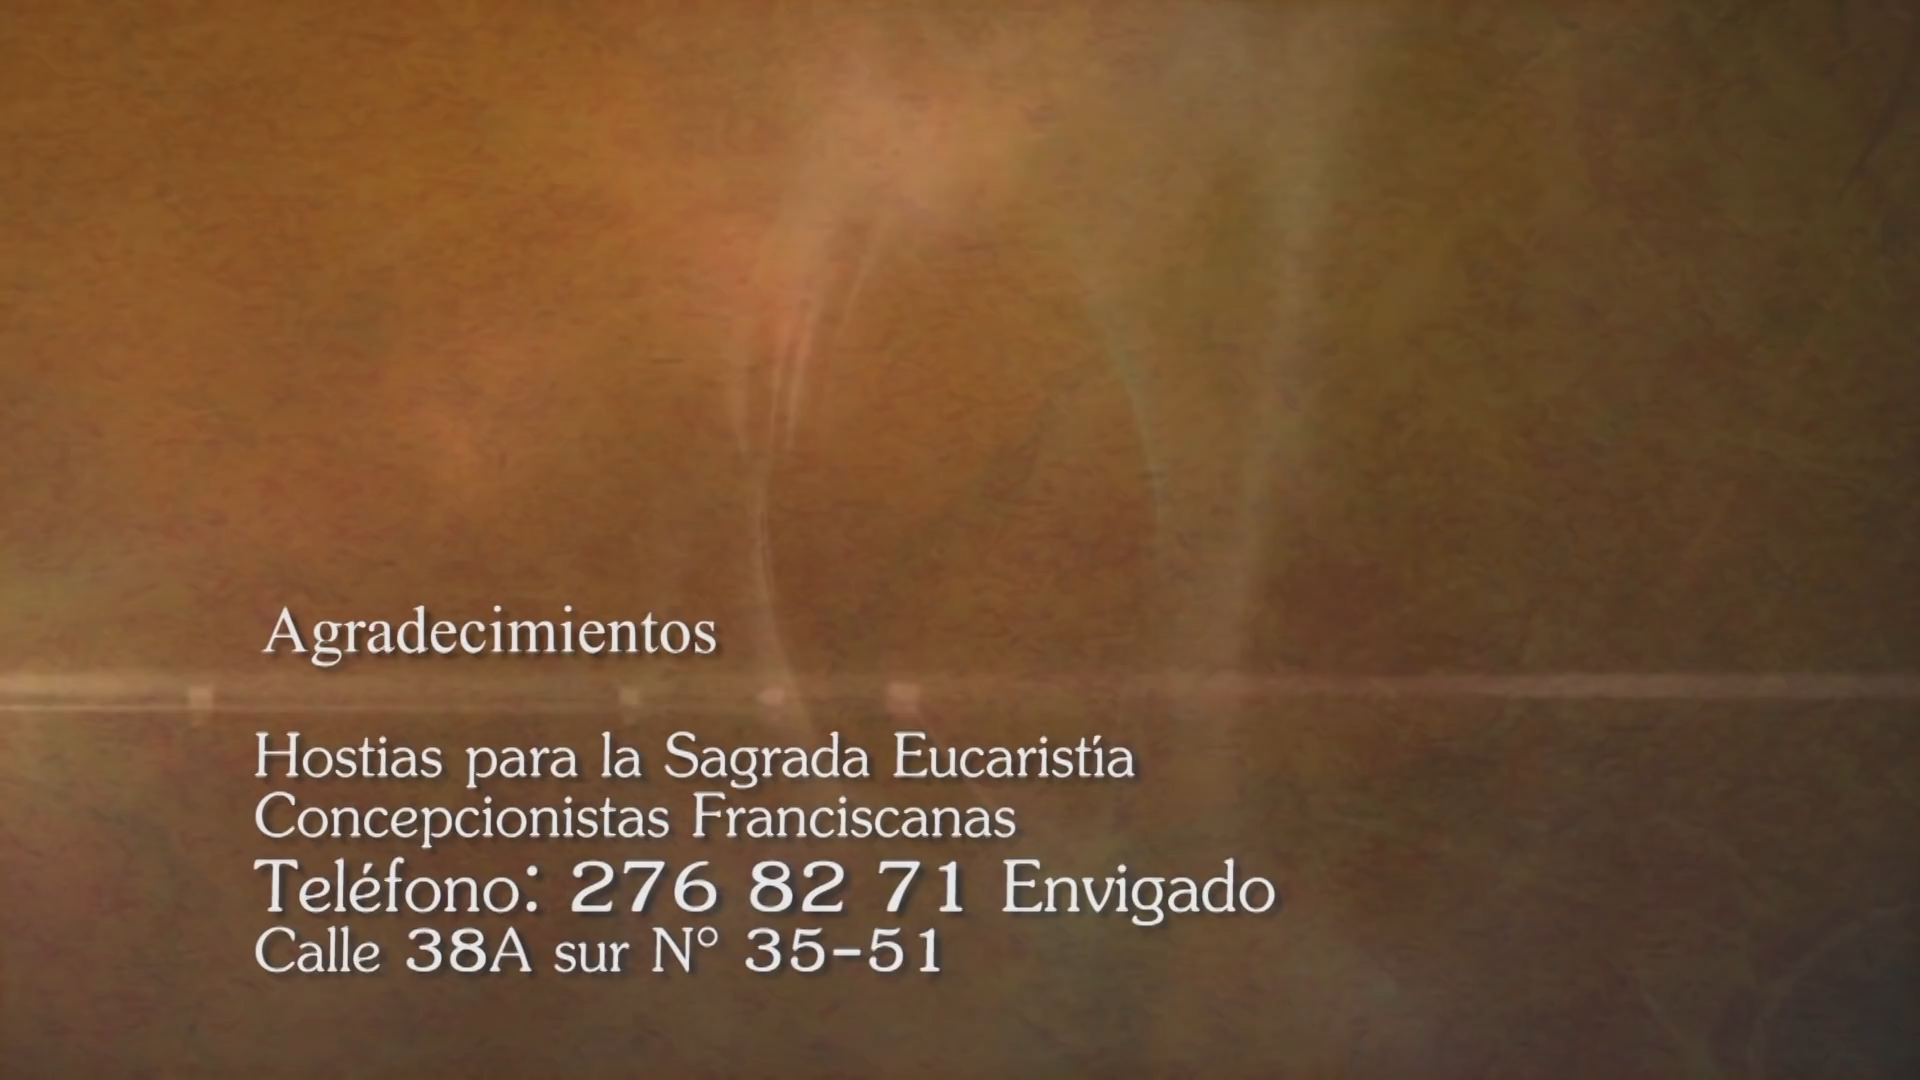 Agradecimientos
Hostias para la Sagrada Eucaristía
Concepcionistas Franciscanas
Teléfono: 276 82 71 Envigado
Calle 38A sur N° 35-51